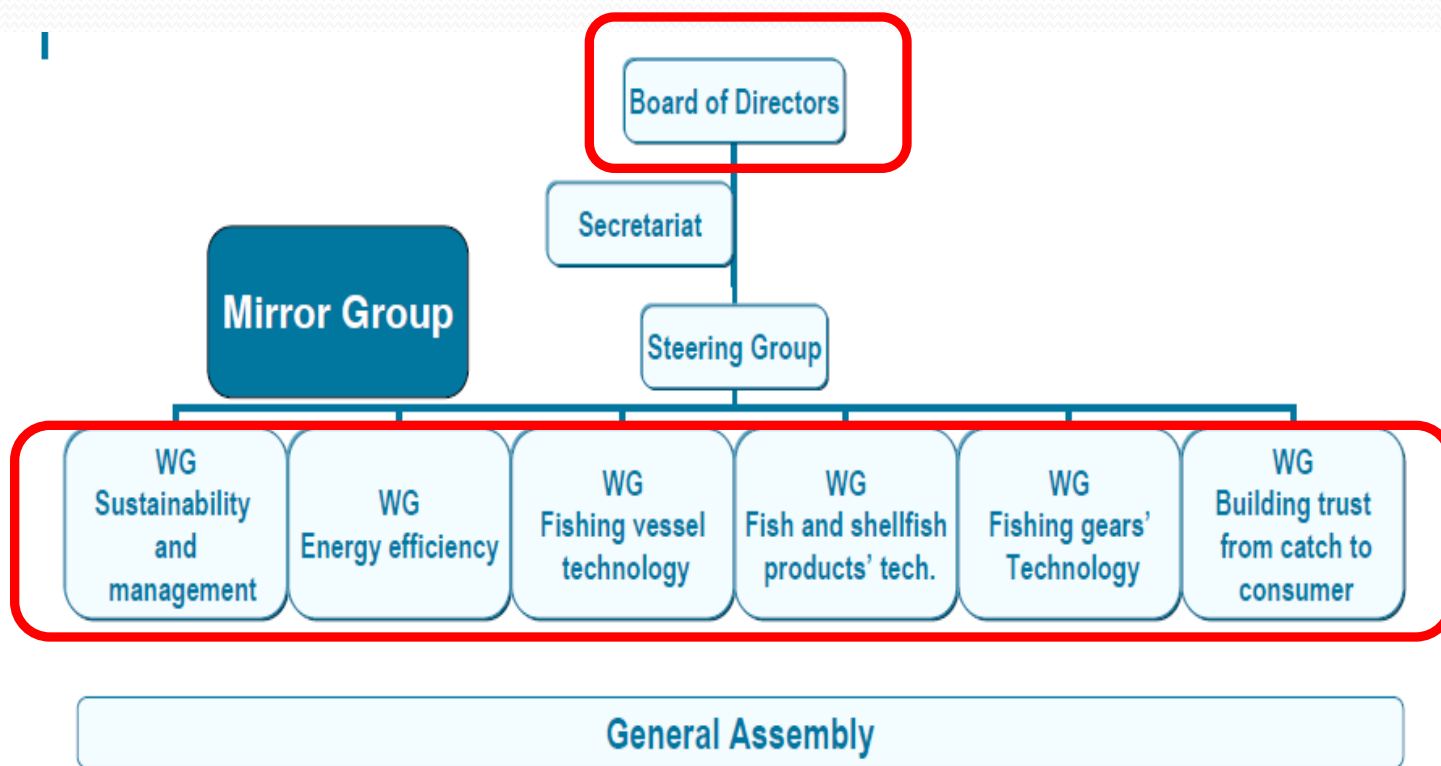 Board of Directors
Secretariat
Mirror Group
Steering Group
WG
Sustainability
and
management
WG
Energy efficiency
WG
Fishing vessel
technology
WG
Fish and shellfish
products’ tech.
WG
Fishing gears’
Technology
WG
Building trust
from catch to
consumer
General Assembly